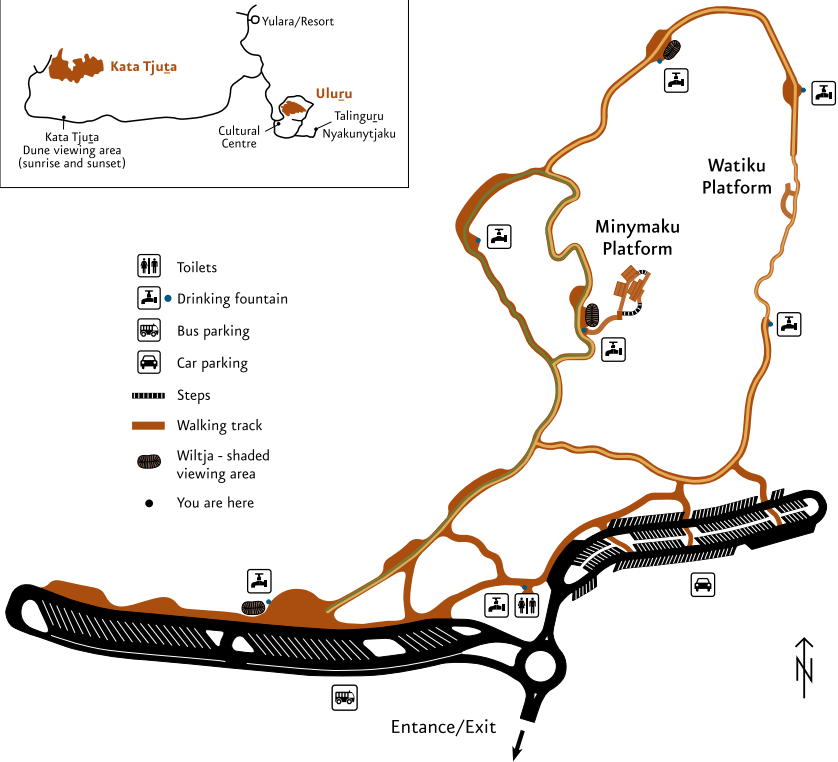 Yulara/Resort
Kata Tjuṯa
Uluṟu
Talinguṟu
Nyakunytjaku
Cultural
Centre
Kata Tjuṯa
Dune viewing area
(sunrise and sunset)
Watiku
Platform
Minymaku
Platform
Toilets
Drinking fountain
Bus parking
Car parking
Steps
Walking track
Wiltja - shaded
viewing area
You are here
N
Entance/Exit